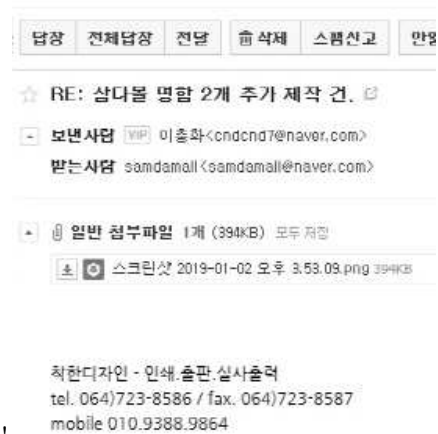 답장 전체답장 전달 삭제 스팸신고
RE: 삼다몰 명함 2개 추가 제작 건.
보낸사람 VIP 이충화<cndcnd7@naver.com>
받는사람 samdamall<samdamall@naver.com>
일반 첨부파일 1개 (394KB) 모두 저장
스크린샷 2019-01-02 오후 3.53.09.png 394KB
착한디자인 - 인쇄.출판.실사출력
tel. 064)723-8586 / fax. 064)723-8587
mobile 010.9388.9864